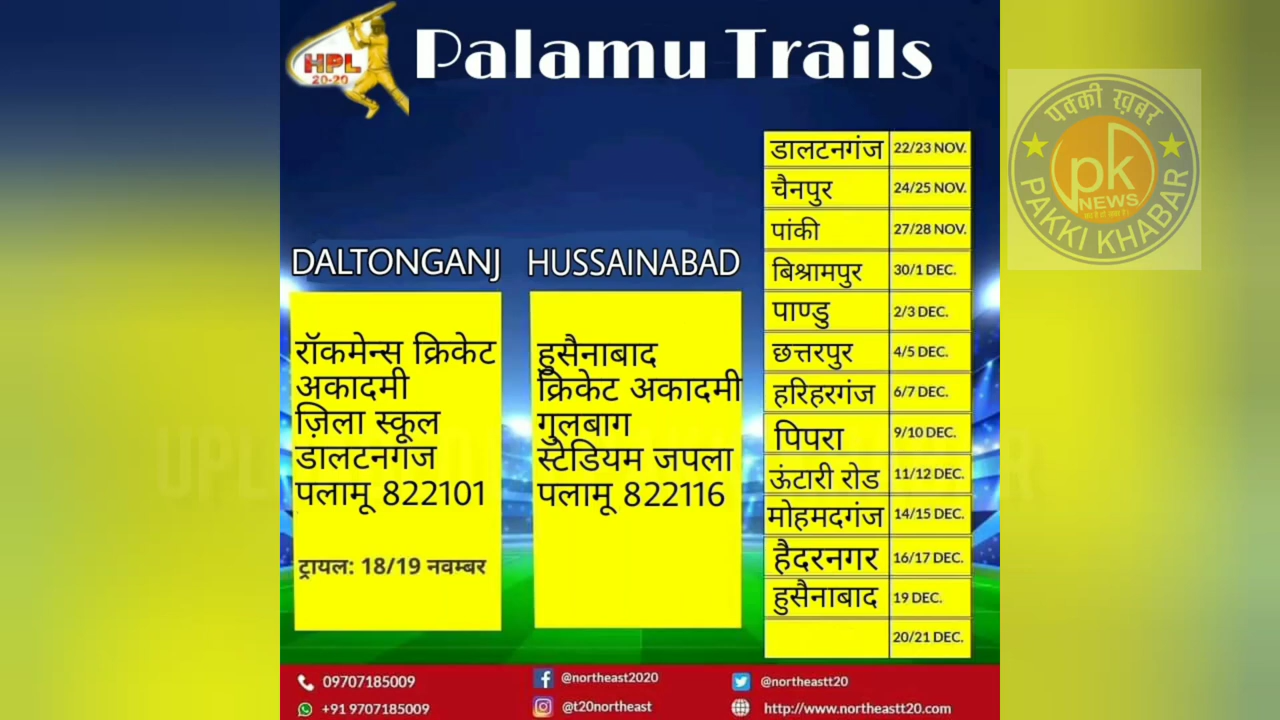 HPL
20-20
Palamu Trails
पक्की ख़बर
pk
NEWS
PAKKI KHABAR
DALTONGANJ
रॉकमेन्स क्रिकेट
अकादमी
ज़िला स्कूल
डालटनगज
पलामू 822101
ट्रायल: 18/19 नवम्बर
HUSSAINABAD
हुसैनाबाद
क्रिकेट अकादमी
गुलबाग
स्टेडियम जपला
पलामू 822116
डालटनगंज 22/23 NOV.
चैनपुर 24/25 NOV.
पांकी 27/28 NOV.
बिश्रामपुर 30/1 DEC.
पाण्डु 2/3 DEC.
छत्तरपुर 4/5 DEC.
हरिहरगंज 6/7 DEC.
पिपरा 9/10 DEC.
ऊंटारी रोड 11/12 DEC.
मोहमदगंज 14/15 DEC.
हैदरनगर 16/17 DEC.
हुसैनाबाद 19 DEC.
20/21 DEC.
09707185009
+91 9707185009
@northeast2020
@t20northeast
@northeastt20
http://www.northeastt20.com